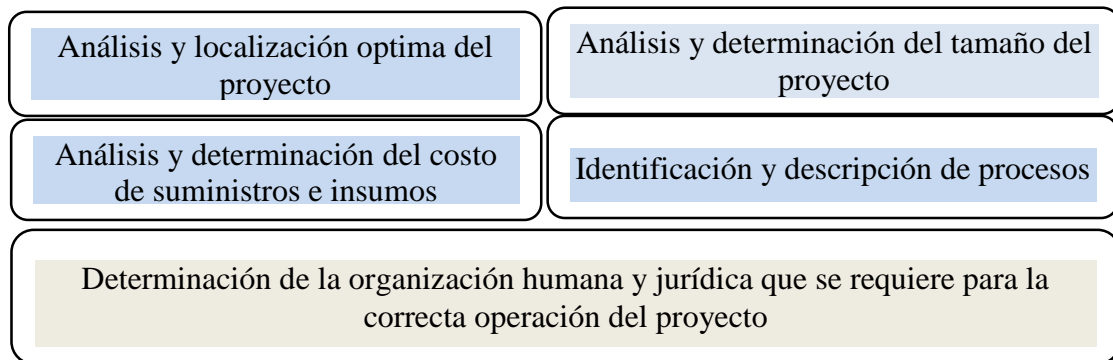 Análisis y localización optima del
proyecto
Análisis y determinación del tamaño del
proyecto
Análisis y determinación del costo
de suministros e insumos
Identificación y descripción de procesos
Determinación de la organización humana y jurídica que se requiere para la
correcta operación del proyecto